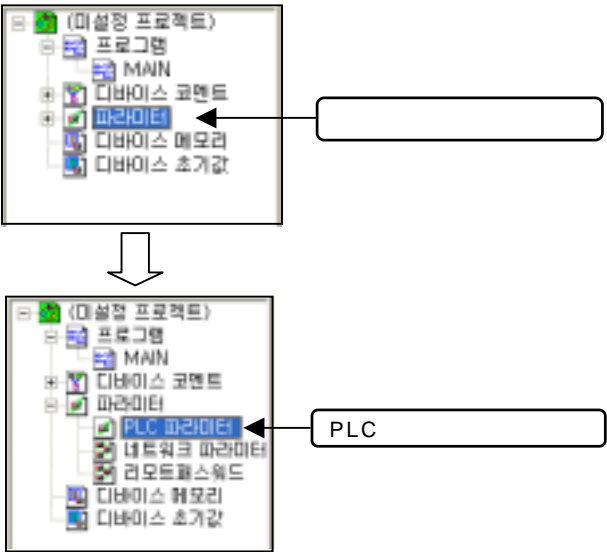 (미설정 프로젝트)
프로그램
MAIN
디바이스 코멘트
파라미터
디바이스 메모리
디바이스 초기값
(미설정 프로젝트)
프로그램
MAIN
디바이스 코멘트
파라미터
PLC 파라미터
PLC
네트워크 파라미터
리모트패스워드
디바이스 메모리
디바이스 초기값